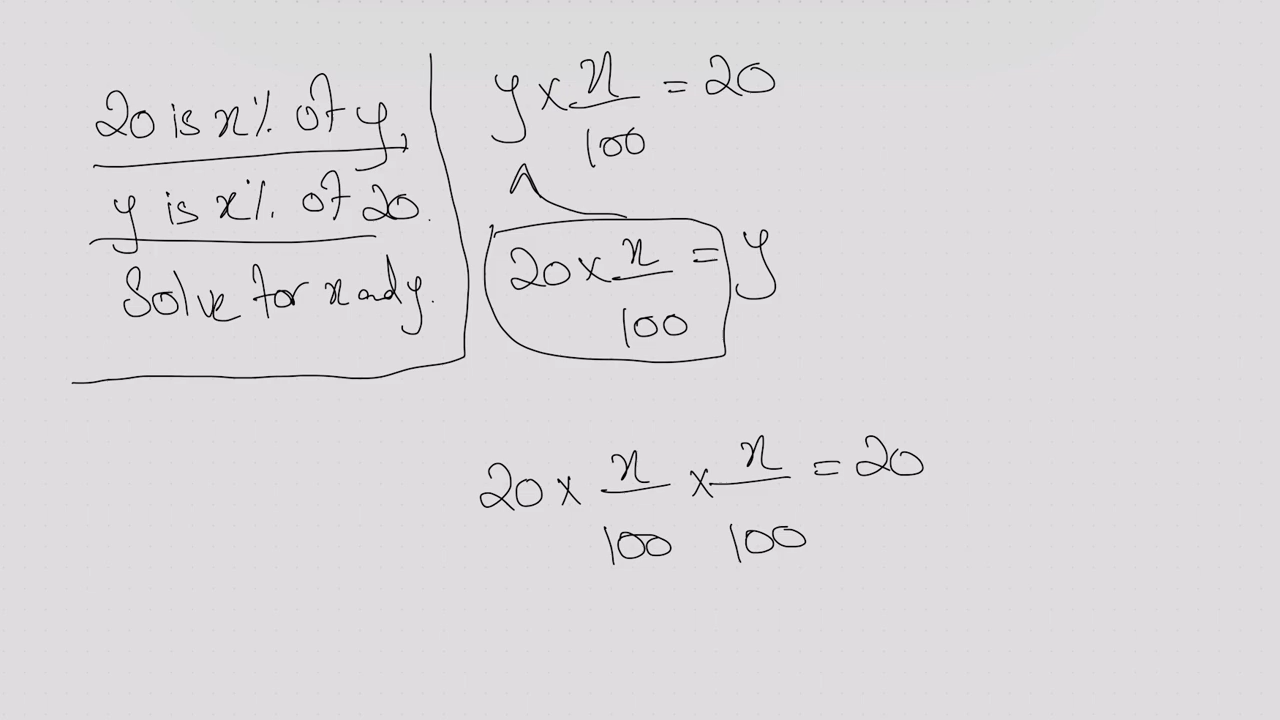 20 is x% of y,
y is x% of 20.
Solve for x and y.
y × x/100 = 20
20 × x/100 = y
20 × x/100 × x/100 = 20